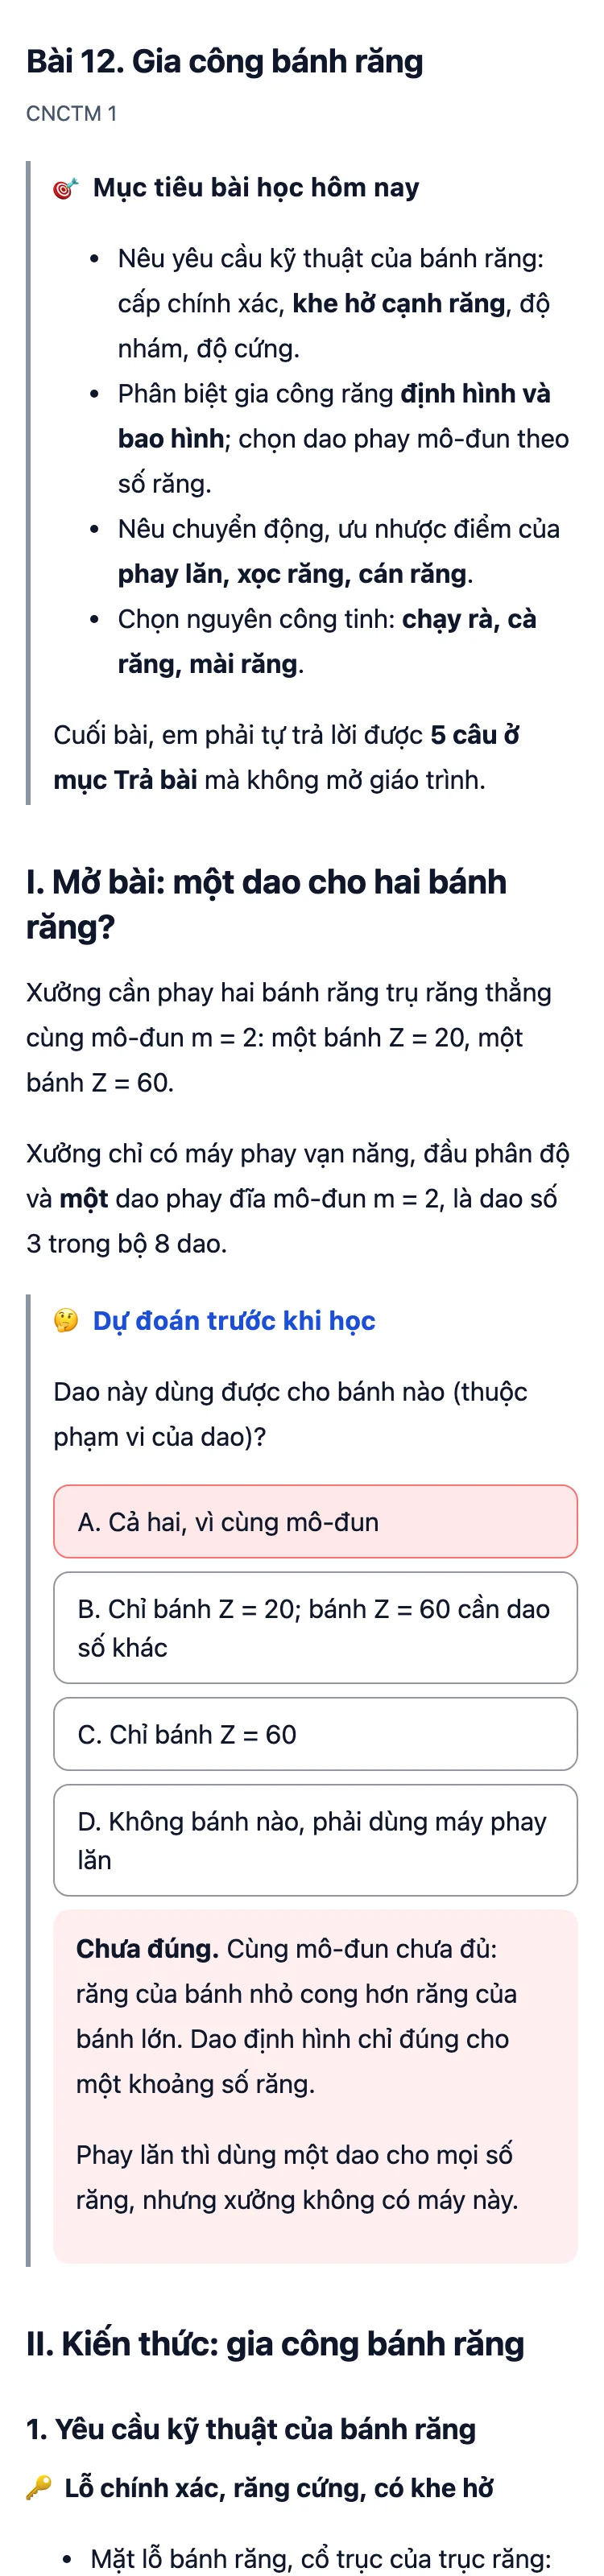 Bài 12. Gia công bánh răng
CNCTM 1
🎯 Mục tiêu bài học hôm nay
• Nêu yêu cầu kỹ thuật của bánh răng:
cấp chính xác, khe hở cạnh răng, độ
nhám, độ cứng.
• Phân biệt gia công răng định hình và
bao hình; chọn dao phay mô-đun theo
số răng.
• Nêu chuyển động, ưu nhược điểm của
phay lăn, xọc răng, cán răng.
• Chọn nguyên công tinh: chạy rà, cà
răng, mài răng.
Cuối bài, em phải tự trả lời được 5 câu ở
mục Trả bài mà không mở giáo trình.
I. Mở bài: một dao cho hai bánh
răng?
Xưởng cần phay hai bánh răng trụ răng thẳng
cùng mô-đun m = 2: một bánh Z = 20, một
bánh Z = 60.
Xưởng chỉ có máy phay vạn năng, đầu phân độ
và một dao phay đĩa mô-đun m = 2, là dao số
3 trong bộ 8 dao.
🤔 Dự đoán trước khi học
Dao này dùng được cho bánh nào (thuộc
phạm vi của dao)?
A. Cả hai, vì cùng mô-đun
B. Chỉ bánh Z = 20; bánh Z = 60 cần dao
số khác
C. Chỉ bánh Z = 60
D. Không bánh nào, phải dùng máy phay
lăn
Chưa đúng. Cùng mô-đun chưa đủ:
răng của bánh nhỏ cong hơn răng của
bánh lớn. Dao định hình chỉ đúng cho
một khoảng số răng.
Phay lăn thì dùng một dao cho mọi số
răng, nhưng xưởng không có máy này.
II. Kiến thức: gia công bánh răng
1. Yêu cầu kỹ thuật của bánh răng
🔑 Lỗ chính xác, răng cứng, có khe hở
• Mặt lỗ bánh răng, cổ trục của trục răng: